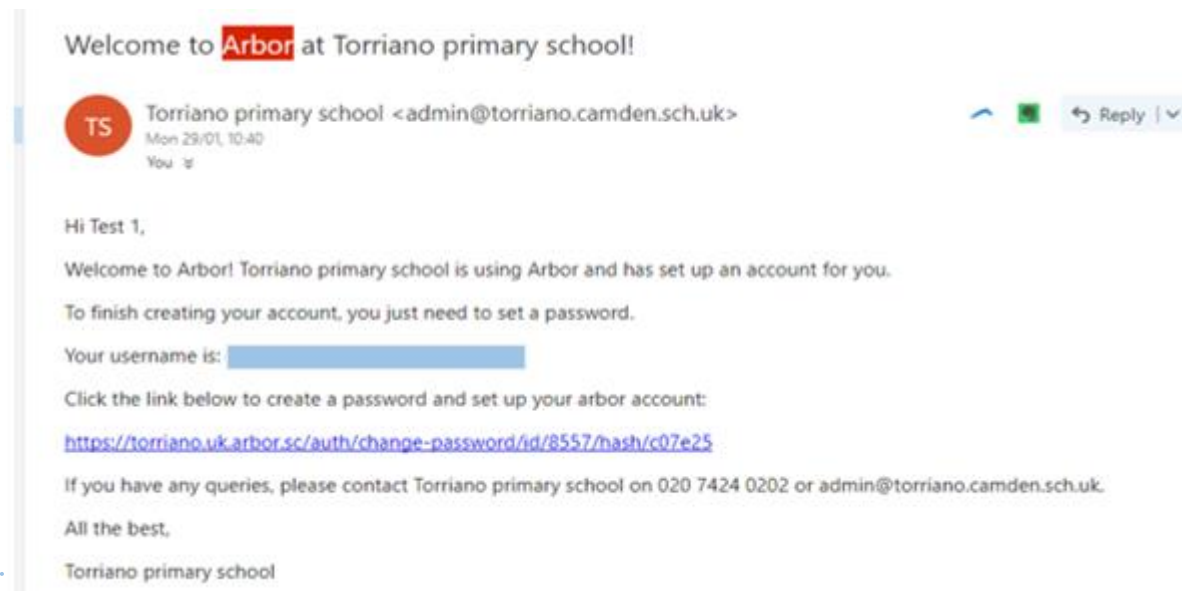 Welcome to Arbor at Torriano primary school!
TS
Torriano primary school <admin@torriano.camden.sch.uk>
Reply
Mon 29/01, 10:40
You
Hi Test 1,
Welcome to Arbor! Torriano primary school is using Arbor and has set up an account for you.
To finish creating your account, you just need to set a password.
Your username is:
Click the link below to create a password and set up your arbor account:
https://torriano.uk.arbor.sc/auth/change-password/id/8557/hash/c07e25
If you have any queries, please contact Torriano primary school on 020 7424 0202 or admin@torriano.camden.sch.uk.
All the best,
Torriano primary school